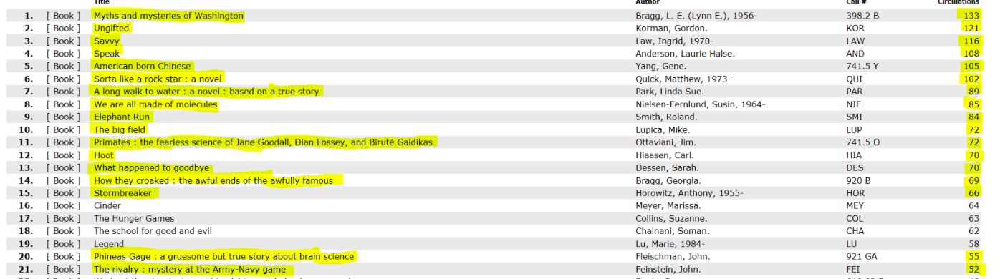 Title Author Call # Circulations
1. [ Book ] Myths and mysteries of Washington Bragg, L. E. (Lynn E.), 1956- 398.2 B 133
2. [ Book ] Ungifted Korman, Gordon. KOR 121
3. [ Book ] Savvy Law, Ingrid, 1970- LAW 116
4. [ Book ] Speak Anderson, Laurie Halse. AND 108
5. [ Book ] American born Chinese Yang, Gene. 741.5 Y 105
6. [ Book ] Sorta like a rock star : a novel Quick, Matthew, 1973- QUI 102
7. [ Book ] A long walk to water : a novel : based on a true story Park, Linda Sue. PAR 89
8. [ Book ] We are all made of molecules Nielsen-Fernlund, Susin, 1964- NIE 85
9. [ Book ] Elephant Run Smith, Roland. SMI 84
10. [ Book ] The big field Lupica, Mike. LUP 72
11. [ Book ] Primates : the fearless science of Jane Goodall, Dian Fossey, and Biruté Galdikas Ottaviani, Jim. 741.5 O 72
12. [ Book ] Hoot Hiaasen, Carl. HIA 70
13. [ Book ] What happened to goodbye Dessen, Sarah. DES 70
14. [ Book ] How they croaked : the awful ends of the awfully famous Bragg, Georgia. 920 B 69
15. [ Book ] Stormbreaker Horowitz, Anthony, 1955- HOR 66
16. [ Book ] Cinder Meyer, Marissa. MEY 64
17. [ Book ] The Hunger Games Collins, Suzanne. COL 63
18. [ Book ] The school for good and evil Chainani, Soman. CHA 62
19. [ Book ] Legend Lu, Marie, 1984- LU 58
20. [ Book ] Phineas Gage : a gruesome but true story about brain science Fleischman, John. 921 GA 55
21. [ Book ] The rivalry : mystery at the Army-Navy game Feinstein, John. FEI 52